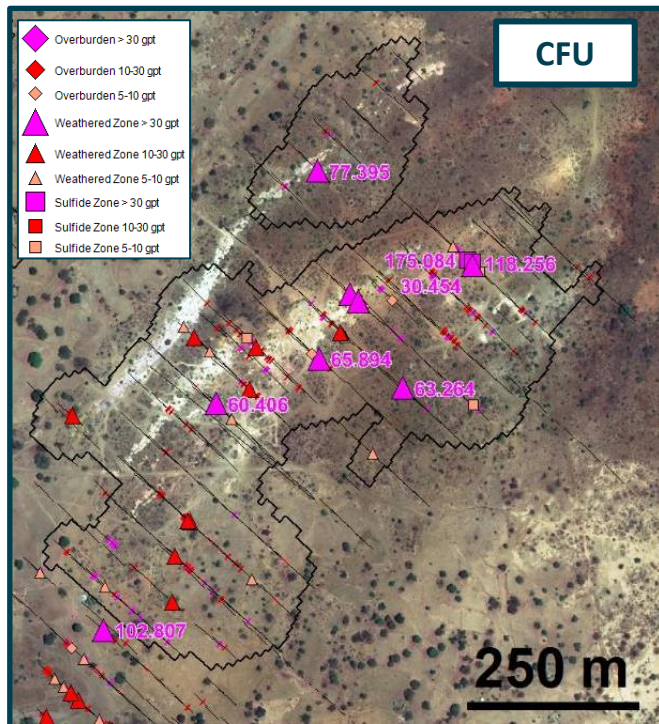 CFU
Overburden > 30 gpt
Overburden 10-30 gpt
Overburden 5-10 gpt
Weathered Zone > 30 gpt
Weathered Zone 10-30 gpt
Weathered Zone 5-10 gpt
Sulfide Zone > 30 gpt
Sulfide Zone 10-30 gpt
Sulfide Zone 5-10 gpt
77.395
175.084
118.256
30.454
65.894
63.264
60.406
102.807
250 m